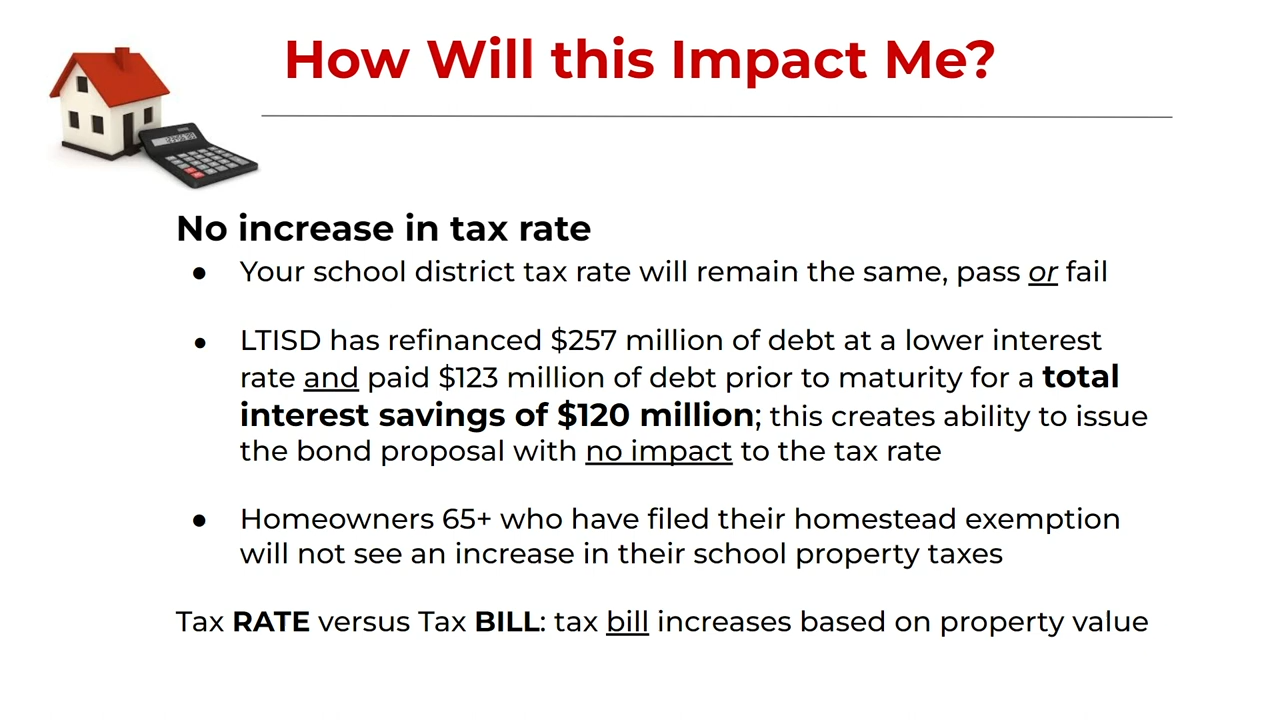 How Will this Impact Me?
No increase in tax rate
● Your school district tax rate will remain the same, pass or fail
● LTISD has refinanced $257 million of debt at a lower interest
rate and paid $123 million of debt prior to maturity for a total
interest savings of $120 million; this creates ability to issue
the bond proposal with no impact to the tax rate
● Homeowners 65+ who have filed their homestead exemption
will not see an increase in their school property taxes
Tax RATE versus Tax BILL: tax bill increases based on property value